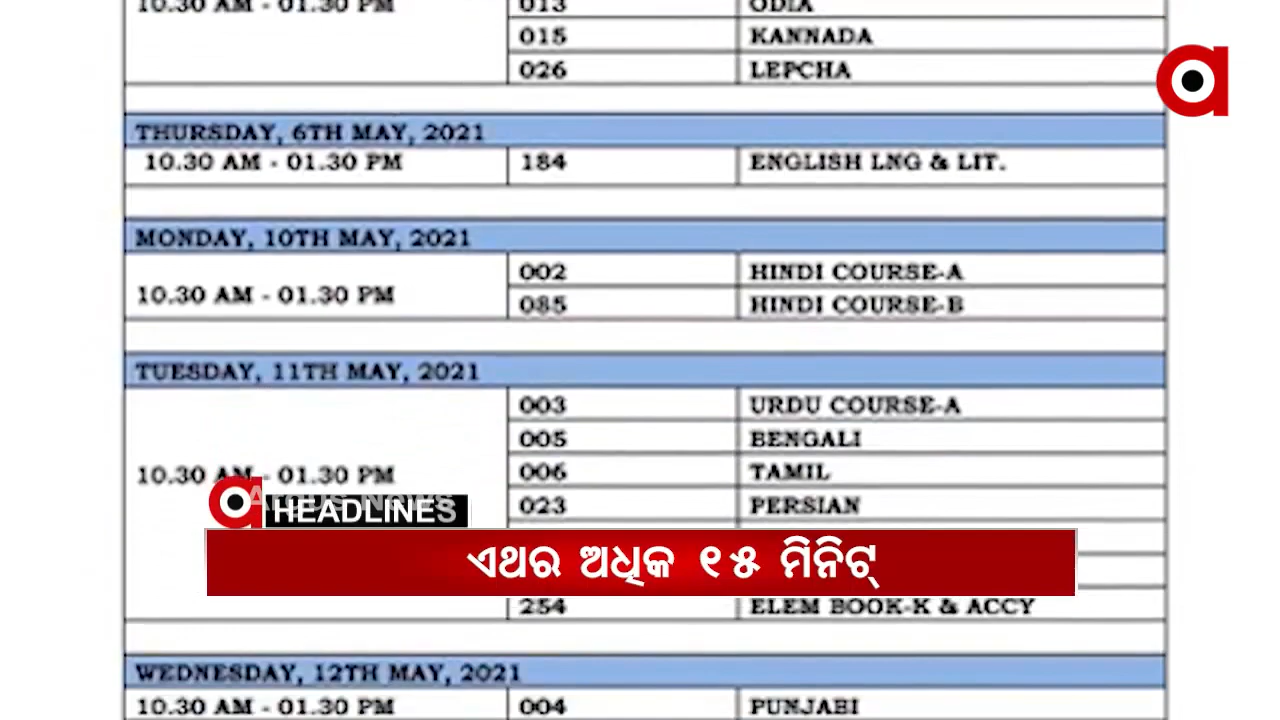 10.30 AM - 01.30 PM 013 ODIA
015 KANNADA
026 LEPCHA
THURSDAY, 6TH MAY, 2021
10.30 AM - 01.30 PM 184 ENGLISH LNG & LIT.
MONDAY, 10TH MAY, 2021
002 HINDI COURSE-A
10.30 AM - 01.30 PM
085 HINDI COURSE-B
TUESDAY, 11TH MAY, 2021
003 URDU COURSE-A
005 BENGALI
10.30 AM - 01.30 PM 006 TAMIL
023 PERSIAN
ARGUS NEWS
HEADLINES
ଏଥର ଅଧିକ ୧୫ ମିନିଟ୍
254 ELEM BOOK-K & ACCY
WEDNESDAY, 12TH MAY, 2021
10.30 AM - 01.30 PM 004 PUNJABI